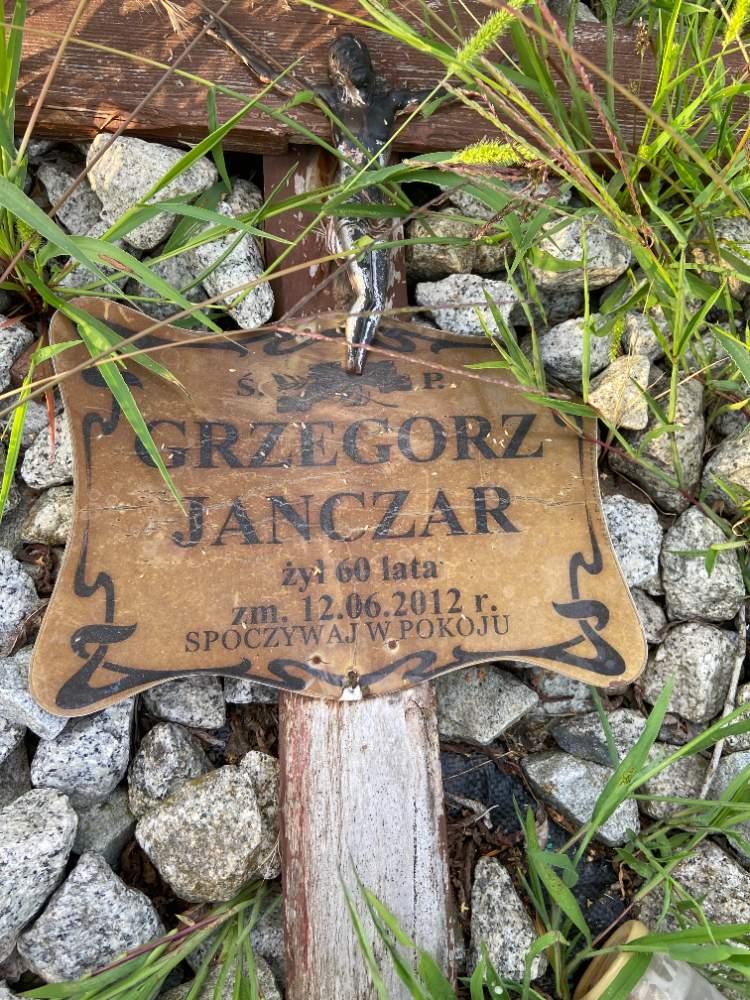 Ś. P.
GRZEGORZ
JANCZAR
żył 60 lata
zm. 12.06.2012 r.
SPOCZYWAJ W POKOJU